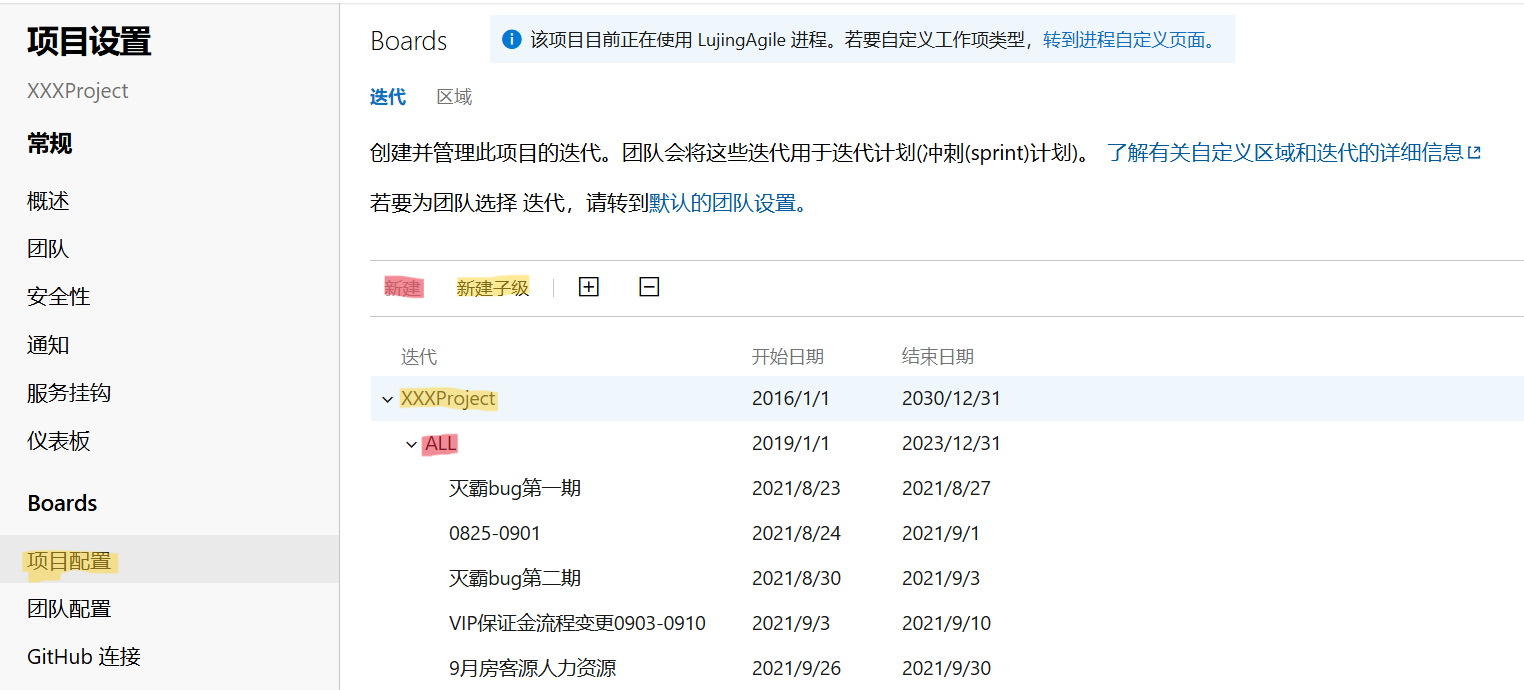 项目设置
XXXProject
常规
概述
团队
安全性
通知
服务挂钩
仪表板
Boards
项目配置
团队配置
GitHub 连接
Boards
该项目目前正在使用 LujingAgile 进程。若要自定义工作项类型，转到进程自定义页面。
迭代 区域
创建并管理此项目的迭代。团队会将这些迭代用于迭代计划(冲刺(sprint)计划)。 了解有关自定义区域和迭代的详细信息
若要为团队选择 迭代，请转到默认的团队设置。
新建 新建子级
迭代 开始日期 结束日期
XXXProject 2016/1/1 2030/12/31
ALL 2019/1/1 2023/12/31
灭霸bug第一期 2021/8/23 2021/8/27
0825-0901 2021/8/24 2021/9/1
灭霸bug第二期 2021/8/30 2021/9/3
VIP保证金流程变更0903-0910 2021/9/3 2021/9/10
9月房客源人力资源 2021/9/26 2021/9/30